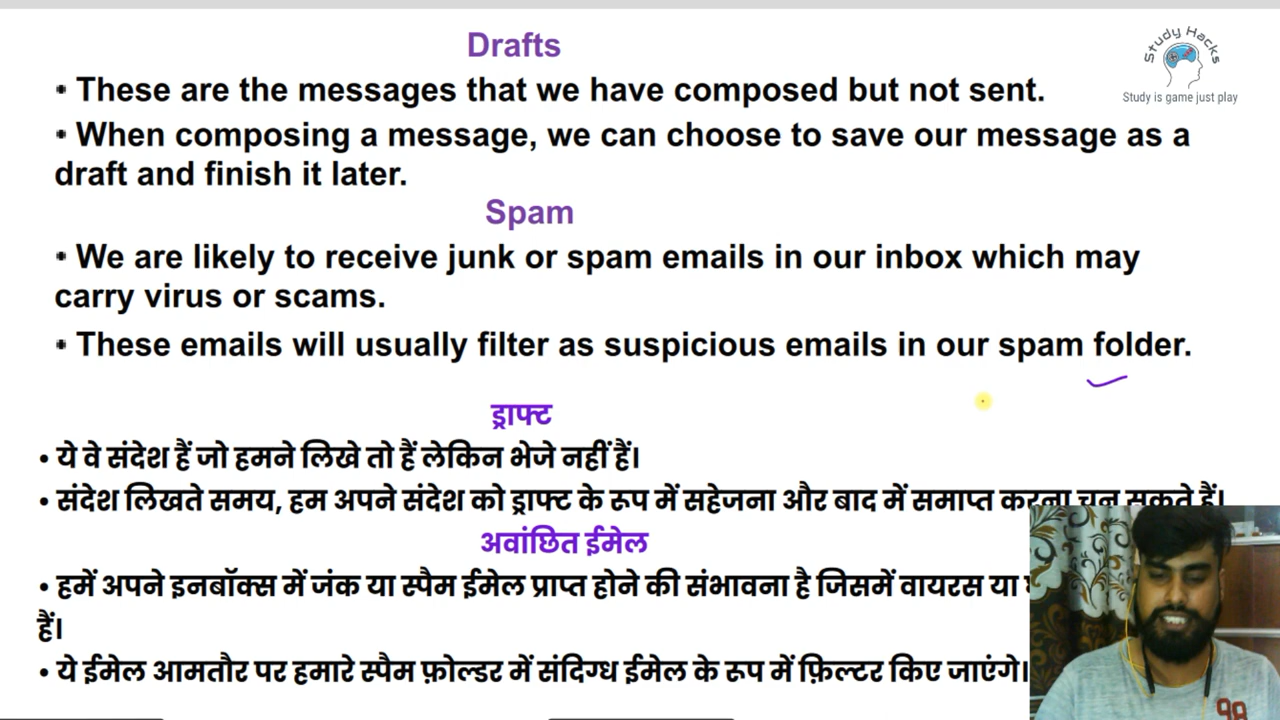 Drafts
Study Hacks
Study is game just play
▪ These are the messages that we have composed but not sent.
▪ When composing a message, we can choose to save our message as a
draft and finish it later.
Spam
▪ We are likely to receive junk or spam emails in our inbox which may
carry virus or scams.
▪ These emails will usually filter as suspicious emails in our spam folder.
ड्राफ्ट
• ये वे संदेश हैं जो हमने लिखे तो हैं लेकिन भेजे नहीं हैं।
• संदेश लिखते समय, हम अपने संदेश को ड्राफ्ट के रूप में सहेजना और बाद में समाप्त करना चुन सकते हैं।
अवांछित ईमेल
• हमें अपने इनबॉक्स में जंक या स्पैम ईमेल प्राप्त होने की संभावना है जिसमें वायरस या
हैं।
• ये ईमेल आमतौर पर हमारे स्पैम फ़ोल्डर में संदिग्ध ईमेल के रूप में फ़िल्टर किए जाएंगे।